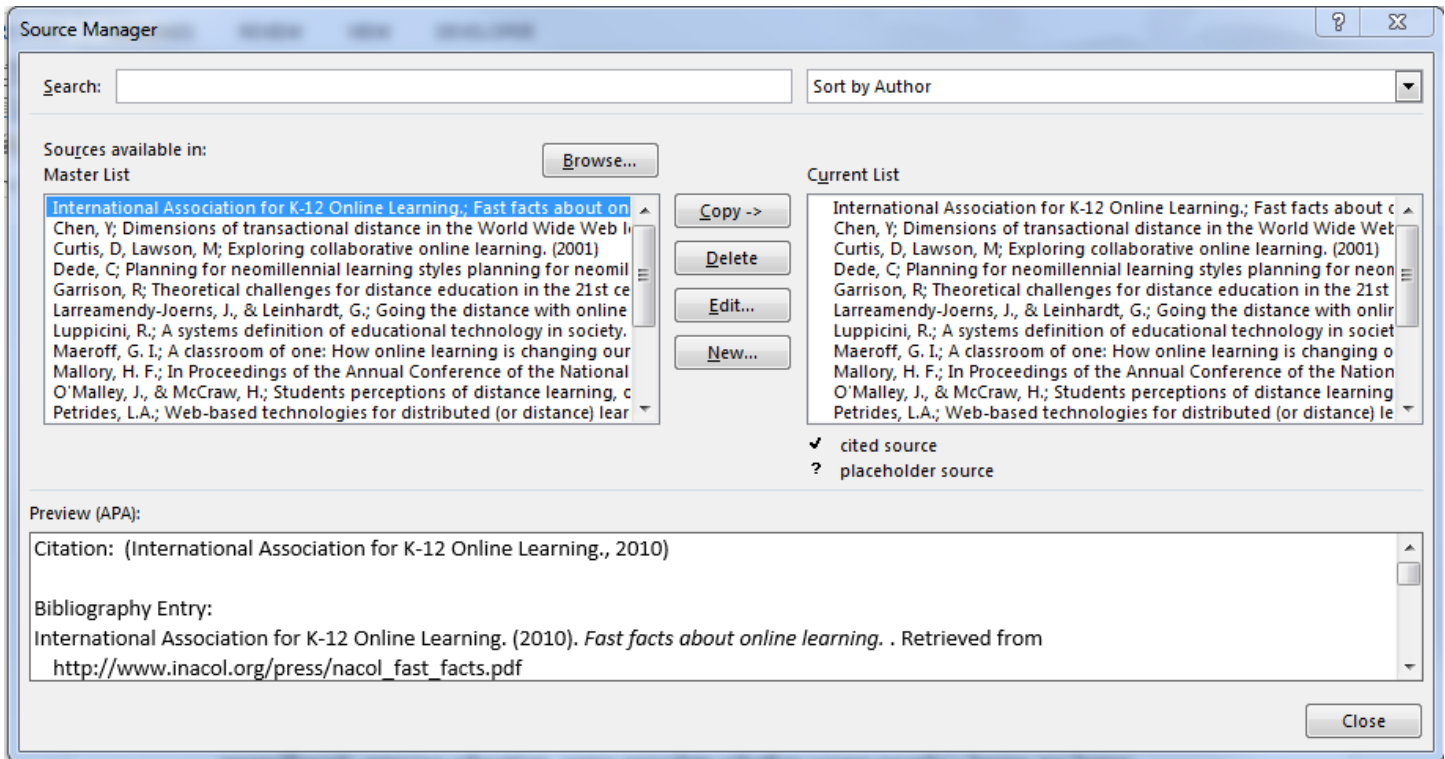 Source Manager
Search:
Sort by Author
Sources available in:
Master List
Browse...
Current List
International Association for K-12 Online Learning.; Fast facts about on
Chen, Y; Dimensions of transactional distance in the World Wide Web l
Curtis, D, Lawson, M; Exploring collaborative online learning. (2001)
Dede, C; Planning for neomillennial learning styles planning for neomil
Garrison, R; Theoretical challenges for distance education in the 21st ce
Larreamendy-Joerns, J., & Leinhardt, G.; Going the distance with online
Luppicini, R.; A systems definition of educational technology in society.
Maeroff, G. I.; A classroom of one: How online learning is changing our
Mallory, H. F.; In Proceedings of the Annual Conference of the National
O'Malley, J., & McCraw, H.; Students perceptions of distance learning, c
Petrides, L.A.; Web-based technologies for distributed (or distance) lear
Copy ->
Delete
Edit...
New...
International Association for K-12 Online Learning.; Fast facts about c
Chen, Y; Dimensions of transactional distance in the World Wide Web
Curtis, D, Lawson, M; Exploring collaborative online learning. (2001)
Dede, C; Planning for neomillennial learning styles planning for neon
Garrison, R; Theoretical challenges for distance education in the 21st
Larreamendy-Joerns, J., & Leinhardt, G.; Going the distance with onlir
Luppicini, R.; A systems definition of educational technology in societ
Maeroff, G. I.; A classroom of one: How online learning is changing o
Mallory, H. F.; In Proceedings of the Annual Conference of the Nation
O'Malley, J., & McCraw, H.; Students perceptions of distance learning
Petrides, L.A.; Web-based technologies for distributed (or distance) le
✓ cited source
? placeholder source
Preview (APA):
Citation: (International Association for K-12 Online Learning., 2010)
Bibliography Entry:
International Association for K-12 Online Learning. (2010). Fast facts about online learning. . Retrieved from
http://www.inacol.org/press/nacol_fast_facts.pdf
Close